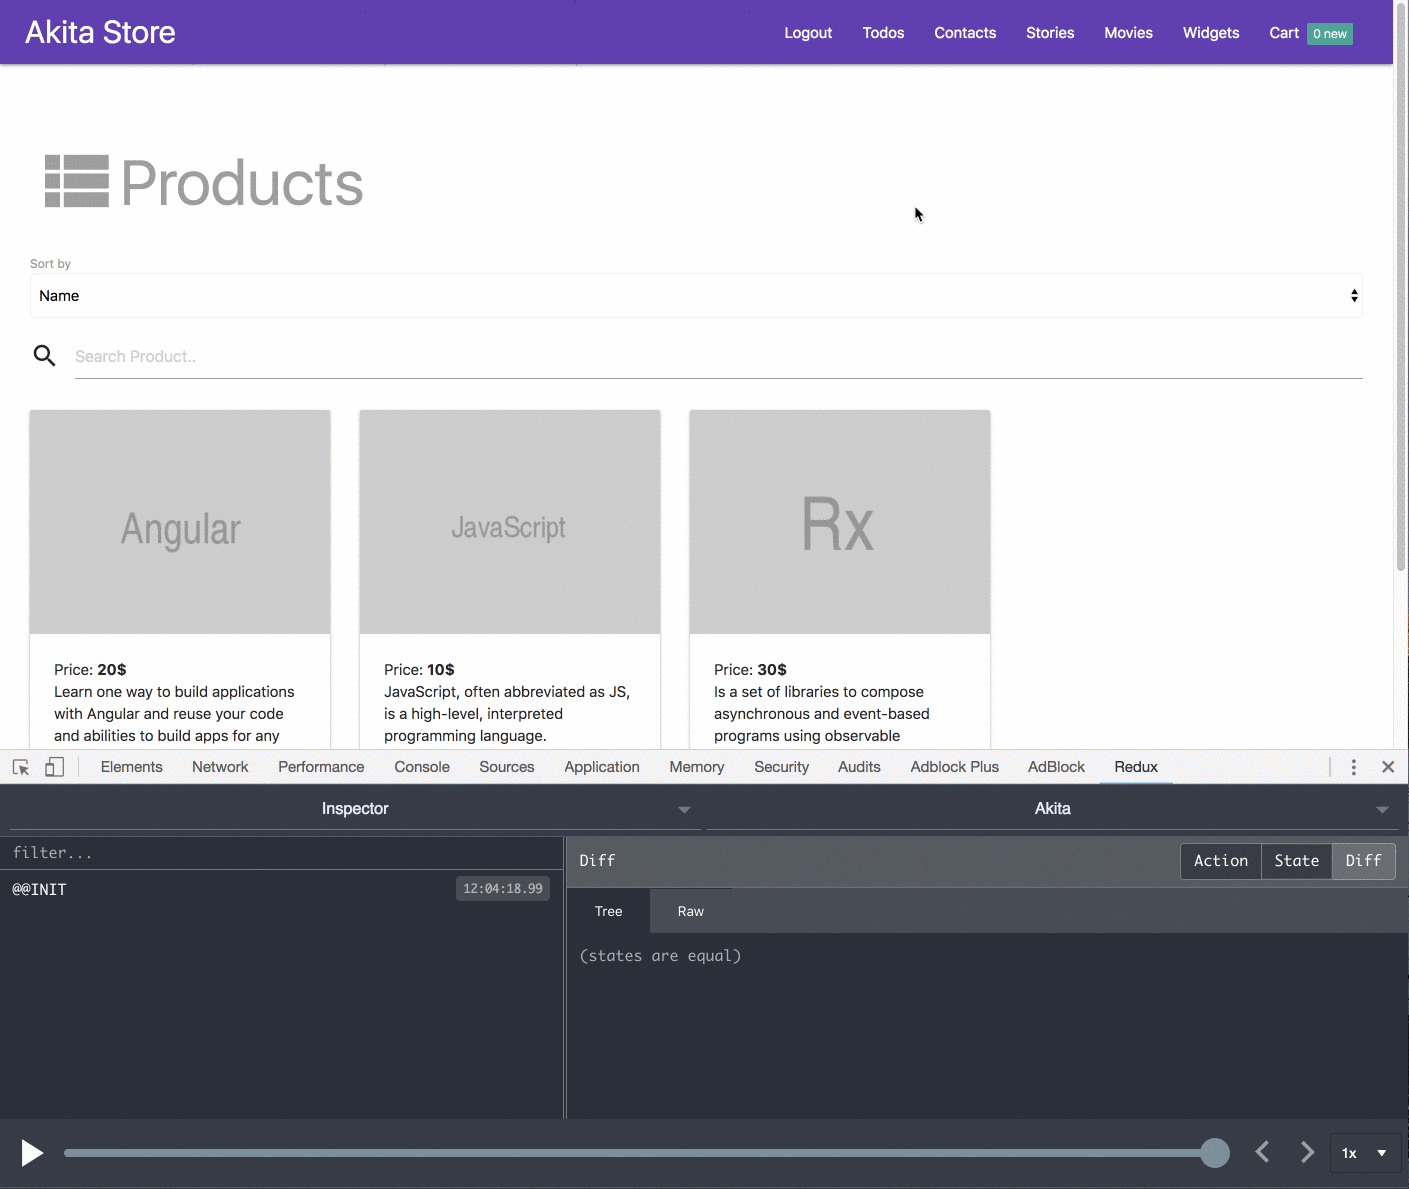 Akita Store
Logout Todos Contacts Stories Movies Widgets Cart 0 new
Products
Sort by
Name
Search Product..
Angular
JavaScript
Rx
Price: 20$
Learn one way to build applications
with Angular and reuse your code
and abilities to build apps for any
Price: 10$
JavaScript, often abbreviated as JS,
is a high-level, interpreted
programming language.
Price: 30$
Is a set of libraries to compose
asynchronous and event-based
programs using observable
Elements Network Performance Console Sources Application Memory Security Audits Adblock Plus AdBlock Redux
Inspector
Akita
filter...
@@INIT 12:04:18.99
Diff
Action State Diff
Tree Raw
(states are equal)
1x